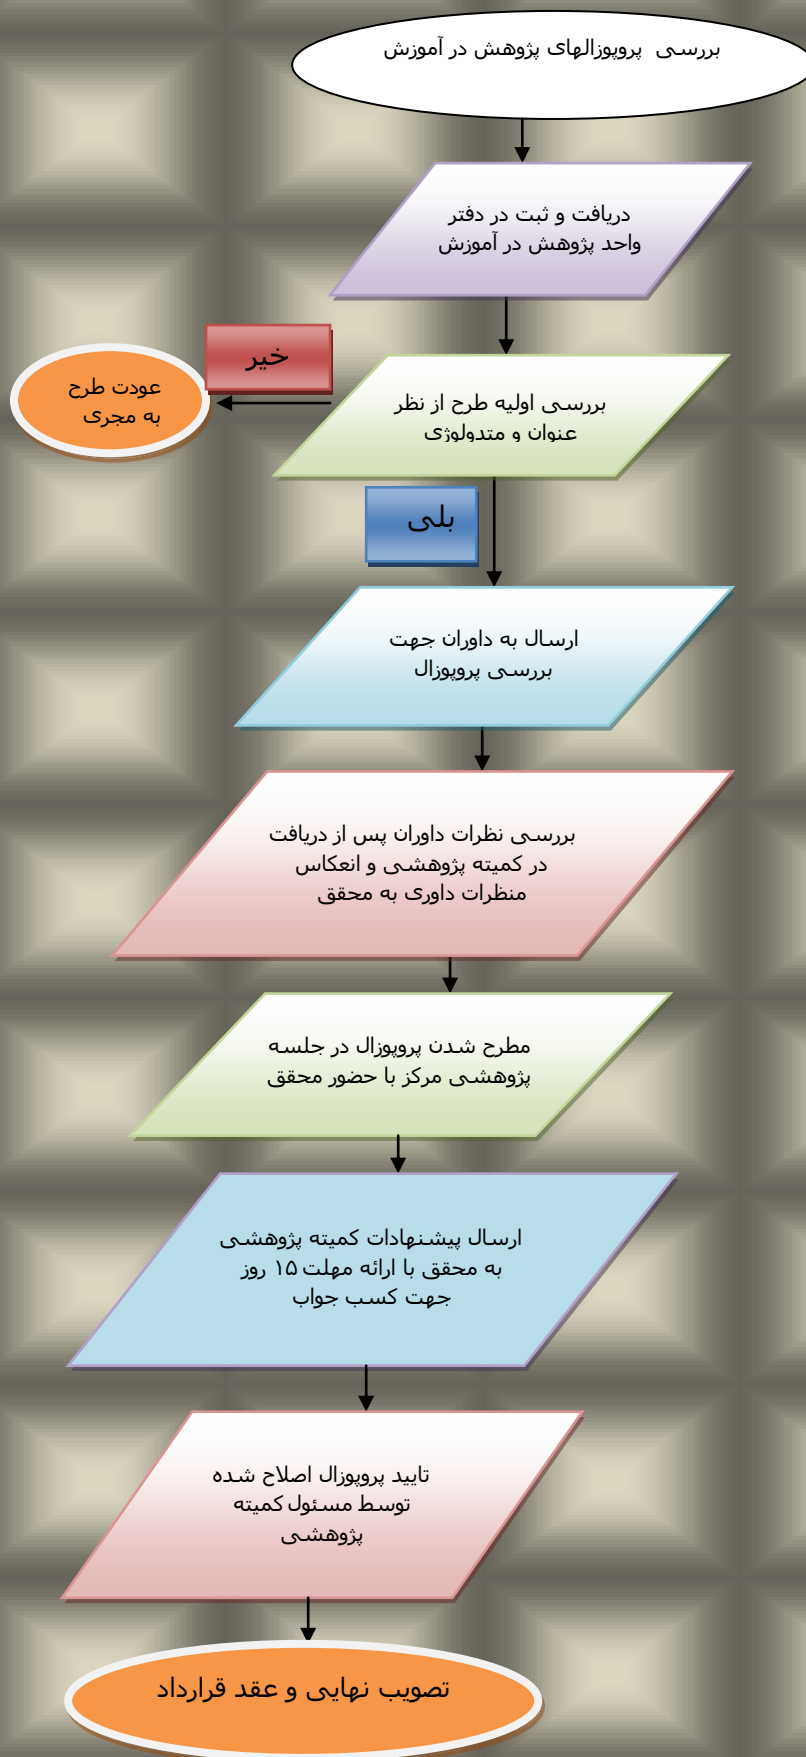 بررسی پروپوزالهای پژوهش در آموزش
دریافت و ثبت در دفتر
واحد پژوهش در آموزش
خیر
عودت طرح
به مجری
بررسی اولیه طرح از نظر
عنوان و متدولوژی
بلی
ارسال به داوران جهت
بررسی پروپوزال
بررسی نظرات داوران پس از دریافت
در کمیته پژوهشی و انعکاس
منظرات داوری به محقق
مطرح شدن پروپوزال در جلسه
پژوهشی مرکز با حضور محقق
ارسال پیشنهادات کمیته پژوهشی
به محقق با ارائه مهلت ۱۵ روز
جهت کسب جواب
تایید پروپوزال اصلاح شده
توسط مسئول کمیته
پژوهشی
تصویب نهایی و عقد قرارداد